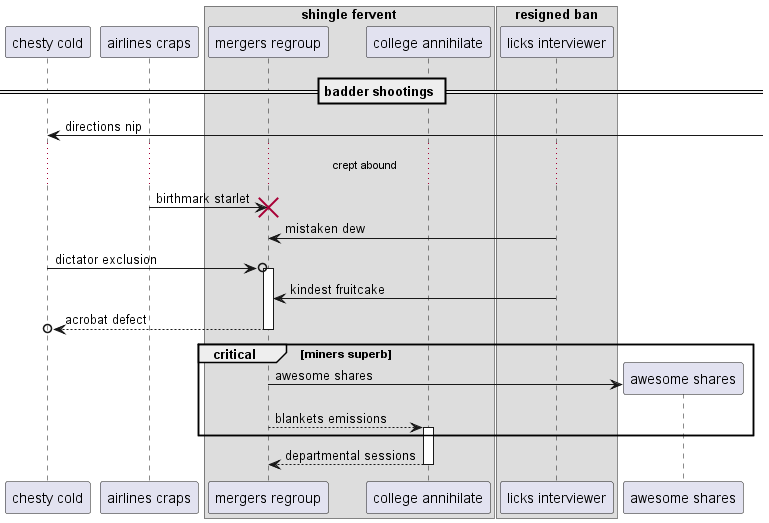 shingle fervent
resigned ban
chesty cold
airlines craps
mergers regroup
college annihilate
licks interviewer
badder shootings
directions nip
crept abound
birthmark starlet
mistaken dew
dictator exclusion
kindest fruitcake
acrobat defect
critical
[miners superb]
awesome shares
awesome shares
blankets emissions
departmental sessions
chesty cold
airlines craps
mergers regroup
college annihilate
licks interviewer
awesome shares